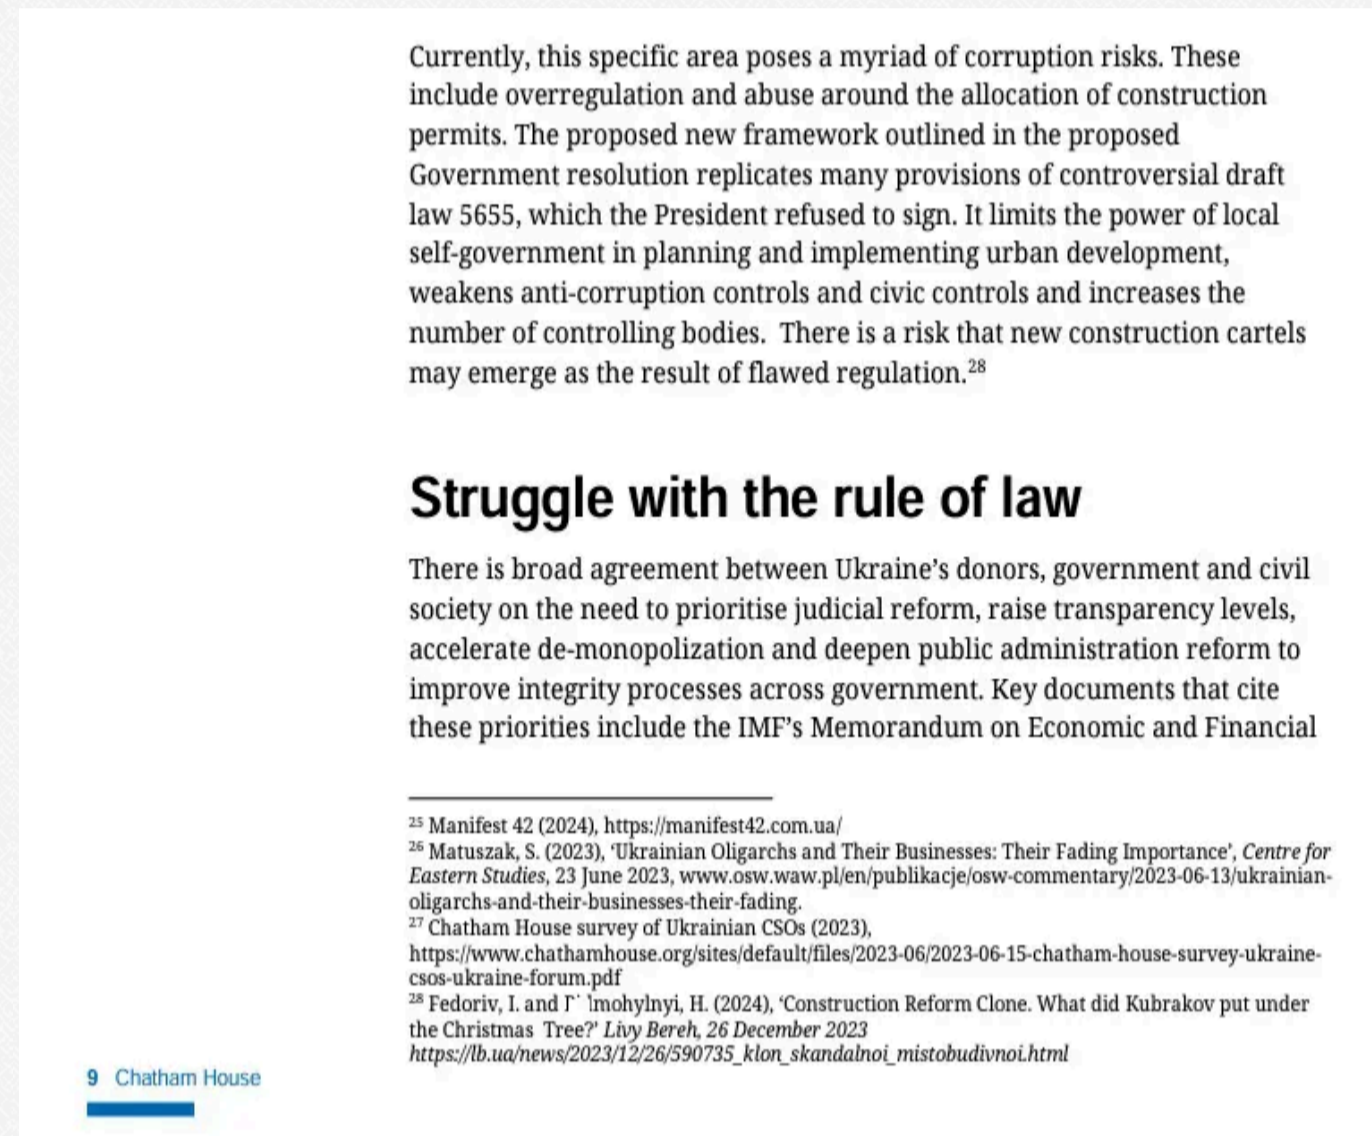 Currently, this specific area poses a myriad of corruption risks. These
include overregulation and abuse around the allocation of construction
permits. The proposed new framework outlined in the proposed
Government resolution replicates many provisions of controversial draft
law 5655, which the President refused to sign. It limits the power of local
self-government in planning and implementing urban development,
weakens anti-corruption controls and civic controls and increases the
number of controlling bodies.  There is a risk that new construction cartels
may emerge as the result of flawed regulation.28
Struggle with the rule of law
There is broad agreement between Ukraine's donors, government and civil
society on the need to prioritise judicial reform, raise transparency levels,
accelerate de-monopolization and deepen public administration reform to
improve integrity processes across government. Key documents that cite
these priorities include the IMF's Memorandum on Economic and Financial
25 Manifest 42 (2024), https://manifest42.com.ua/
26 Matuszak, S. (2023), 'Ukrainian Oligarchs and Their Businesses: Their Fading Importance', Centre for
Eastern Studies, 23 June 2023, www.osw.waw.pl/en/publikacje/osw-commentary/2023-06-13/ukrainian-
oligarchs-and-their-businesses-their-fading.
27 Chatham House survey of Ukrainian CSOs (2023),
https://www.chathamhouse.org/sites/default/files/2023-06/2023-06-15-chatham-house-survey-ukraine-
csos-ukraine-forum.pdf
28 Fedoriv, I. and H. (2024), 'Construction Reform Clone. What did Kubrakov put under
the Christmas  Tree?' Livy Bereh, 26 December 2023
https://lb.ua/news/2023/12/26/590735_klon_skandalnoi_mistobudivnoi.html
9 Chatham House